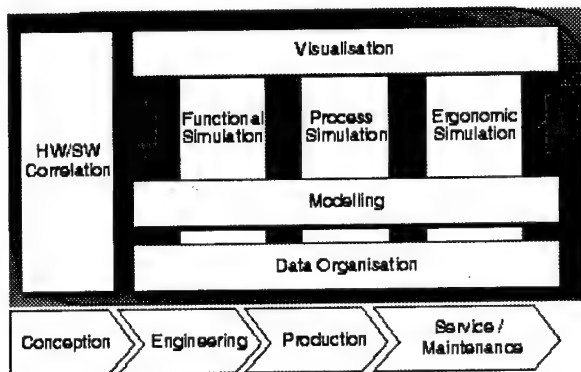 Visualisation
Functional
Simulation
Process
Simulation
Ergonomic
Simulation
HW/SW
Correlation
Modelling
Data Organisation
Conception
Engineering
Production
Service /
Maintenance